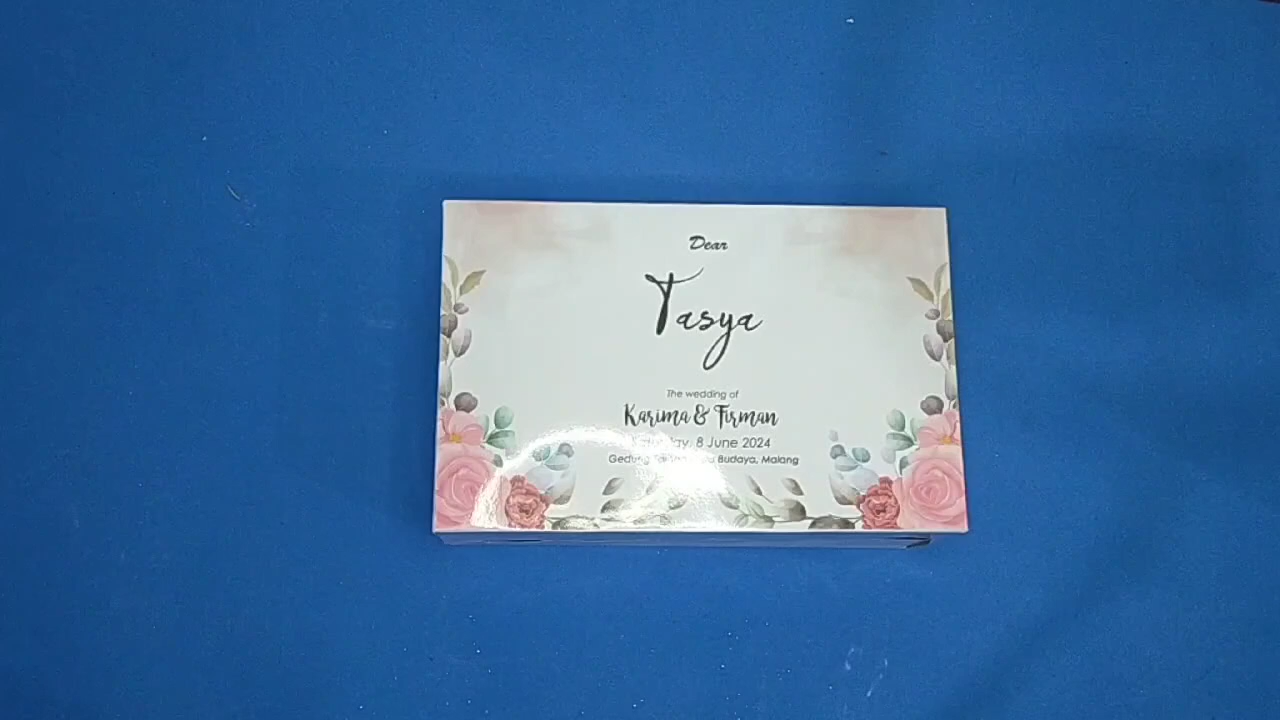 Dear
Tasya
The wedding of
Karima & Firman
8 June 2024
Budaya, Malang